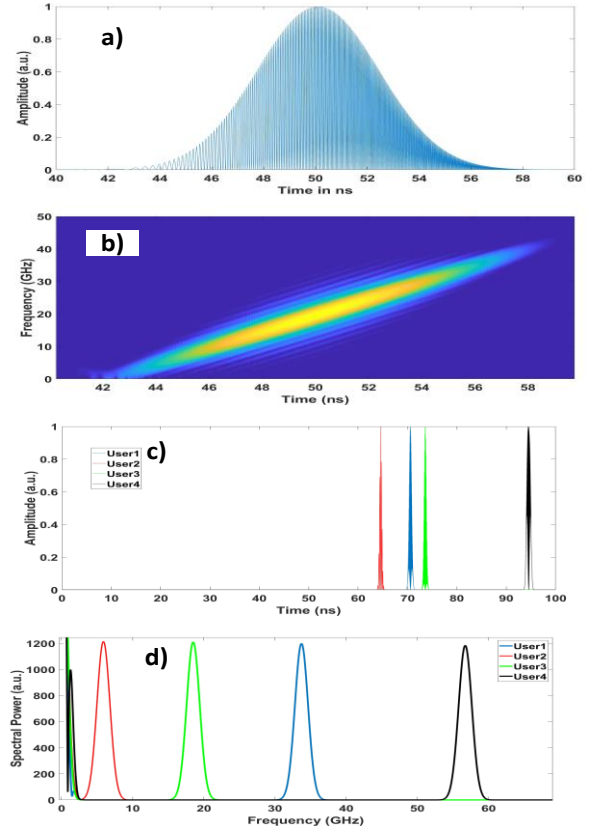 a)
Amplitude (a.u.)
1
0.8
0.6
0.4
0.2
0
40 42 44 46 48 50 52 54 56 58 60
Time in ns
b)
Frequency (GHz)
50
40
30
20
10
0
42 44 46 48 50 52 54 56 58
Time (ns)
c)
User1
User2
User3
User4
Amplitude (a.u.)
1
0.8
0.6
0.4
0.2
0
0 10 20 30 40 50 60 70 80 90 100
Time (ns)
d)
User1
User2
User3
User4
Spectral Power (a.u.)
1200
1000
800
600
400
200
0
0 10 20 30 40 50 60
Frequency (GHz)